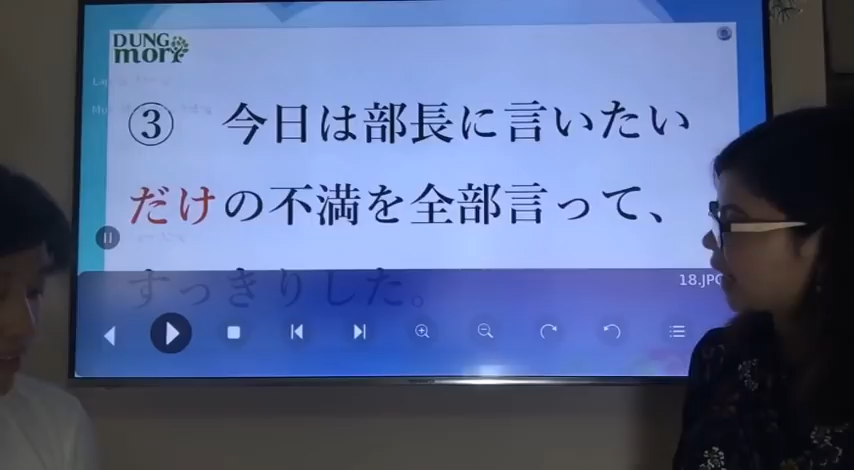 DUNG
mori
③ 今日は部長に言いたい
だけの不満を全部言って、
すっきりした。
18.JPG